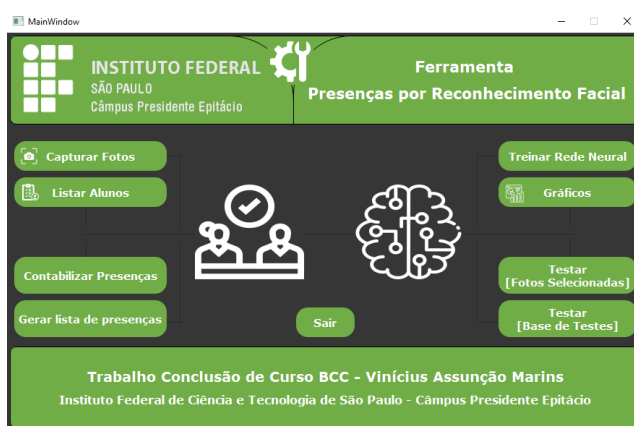 MainWindow
INSTITUTO FEDERAL
SÃO PAULO
Câmpus Presidente Epitácio
Ferramenta
Presenças por Reconhecimento Facial
Capturar Fotos
Listar Alunos
Treinar Rede Neural
Gráficos
Contabilizar Presenças
Gerar lista de presenças
Testar
[Fotos Selecionadas]
Testar
[Base de Testes]
Sair
Trabalho Conclusão de Curso BCC - Vinícius Assunção Marins
Instituto Federal de Ciência e Tecnologia de São Paulo - Câmpus Presidente Epitácio